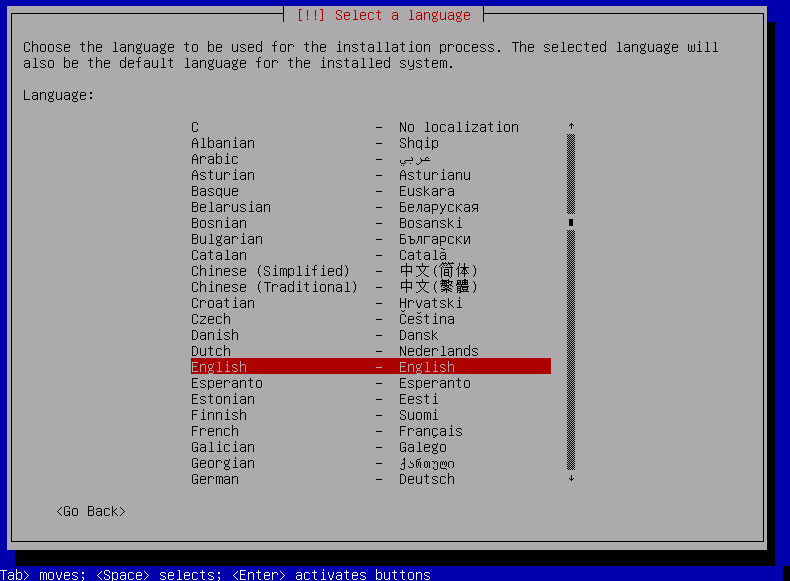 [!!] Select a language
Choose the language to be used for the installation process. The selected language will
also be the default language for the installed system.
Language:
C - No localization
Albanian - Shqip
Arabic - عربي
Asturian - Asturianu
Basque - Euskara
Belarusian - Беларуская
Bosnian - Bosanski
Bulgarian - Български
Catalan - Català
Chinese (Simplified) - 中文(简体)
Chinese (Traditional) - 中文(繁體)
Croatian - Hrvatski
Czech - Čeština
Danish - Dansk
Dutch - Nederlands
English - English
Esperanto - Esperanto
Estonian - Eesti
Finnish - Suomi
French - Français
Galician - Galego
Georgian - ქართული
German - Deutsch
<Go Back>
Tab> moves; <Space> selects; <Enter> activates buttons